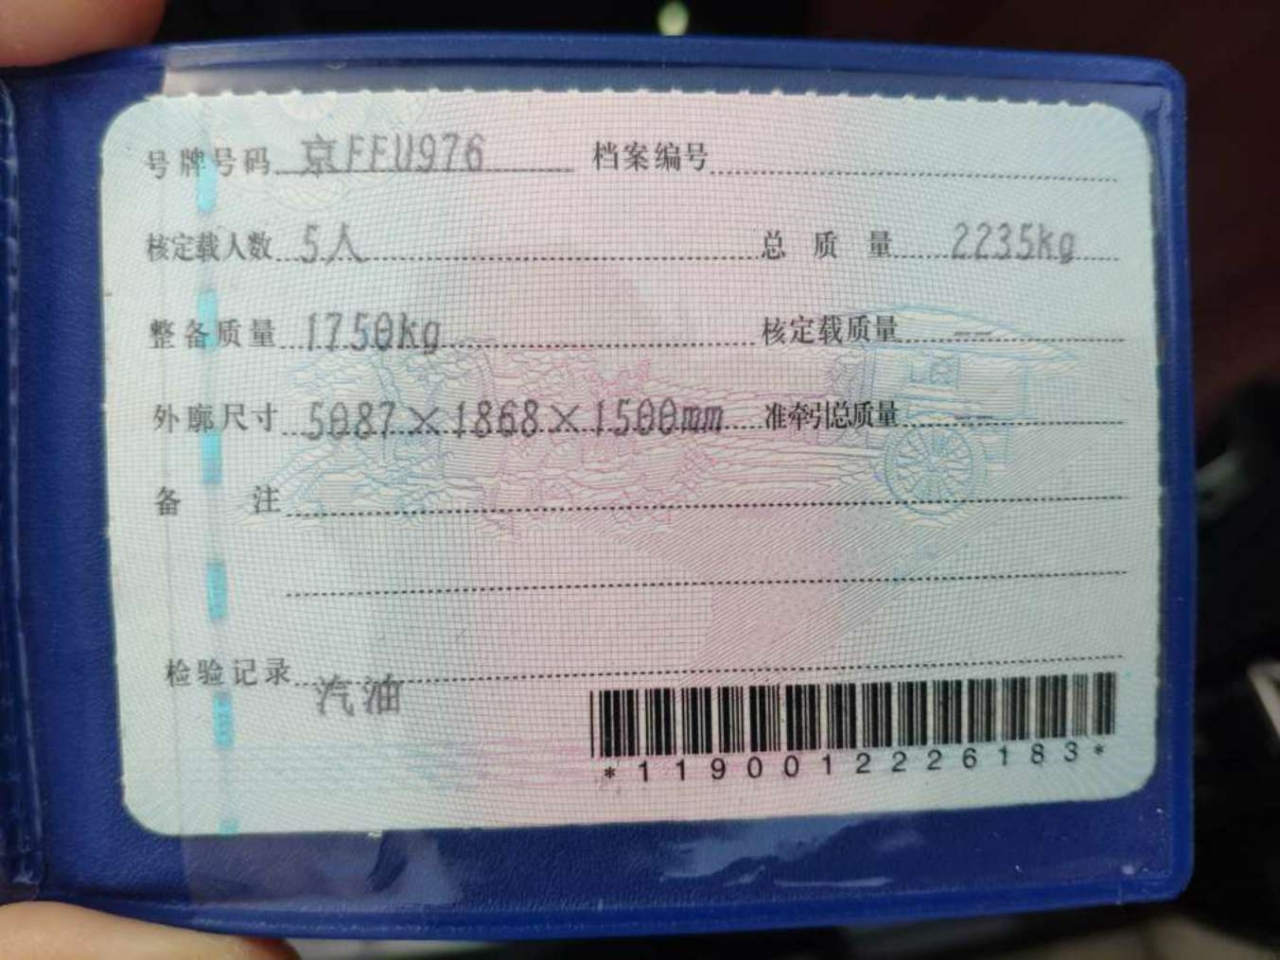 号牌号码 京FFU976 档案编号
核定载人数 5人 总质量 2235kg
整备质量 1750kg 核定载质量 --
外廓尺寸 5087×1868×1500mm 准牵引总质量 --
备注
检验记录 汽油
*1190012226183*